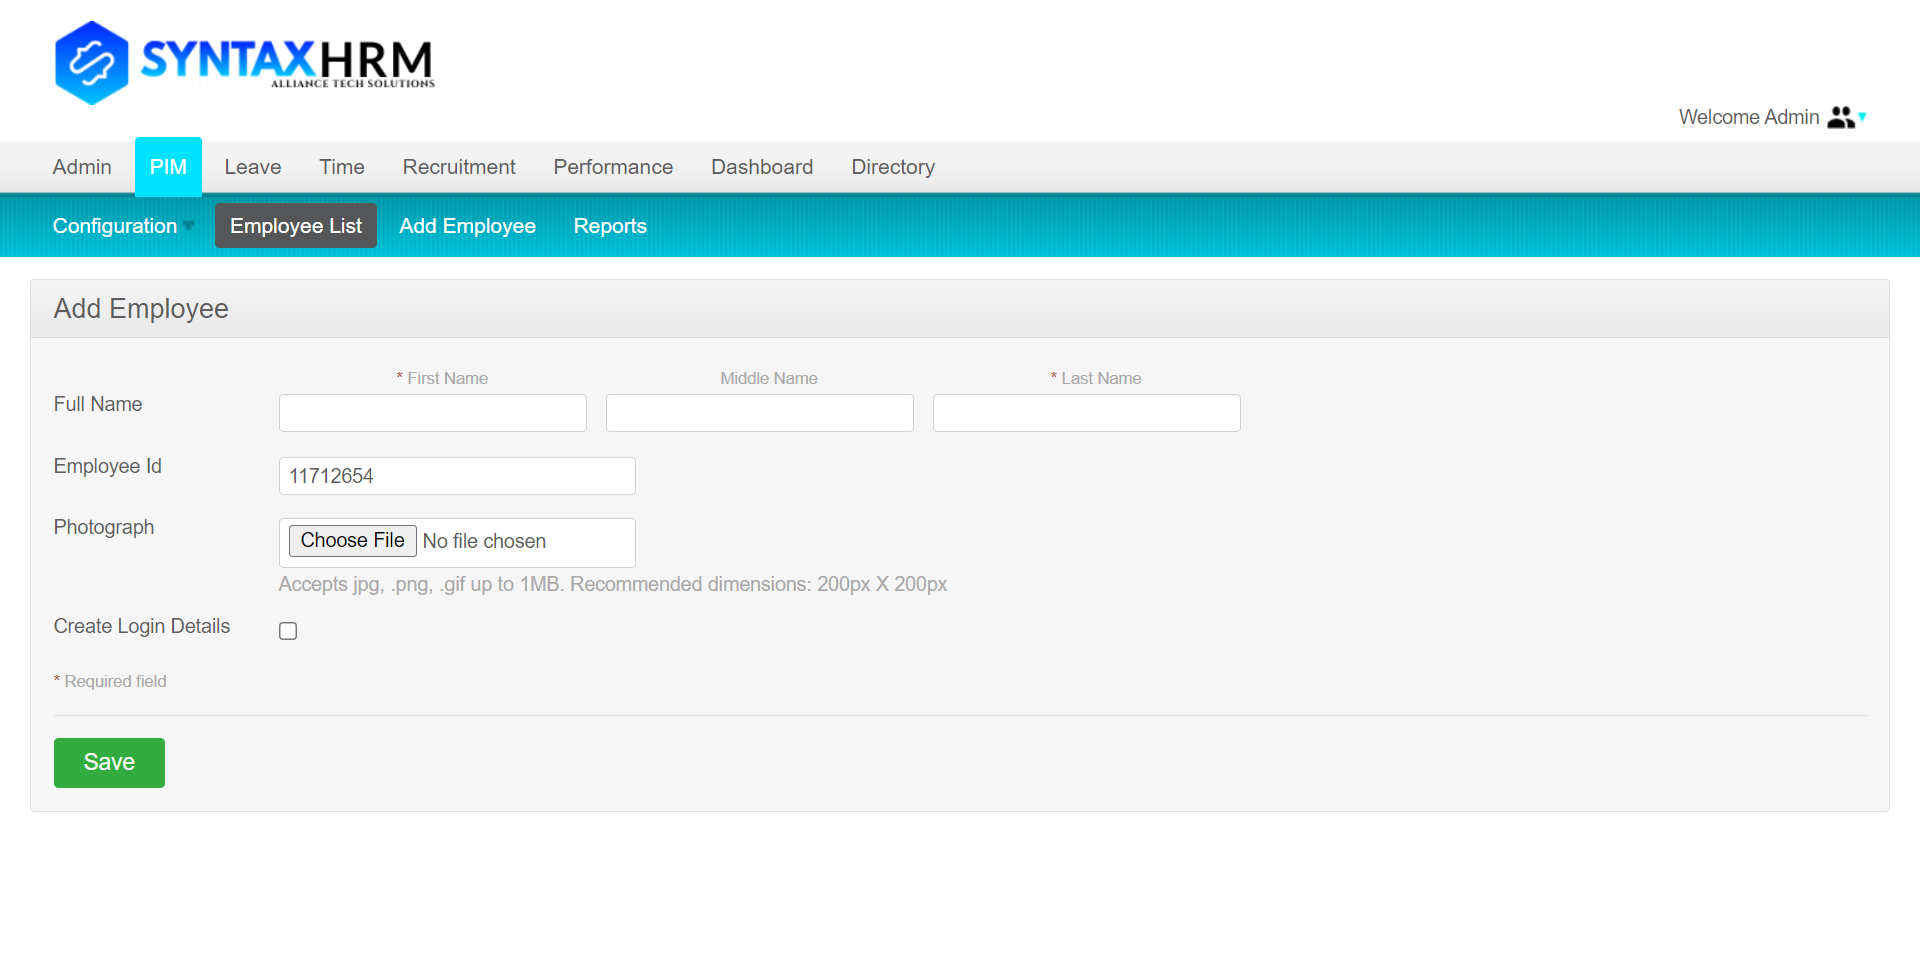 SYNTAXHRM
ALLIANCE TECH SOLUTIONS
Welcome Admin
Admin PIM Leave Time Recruitment Performance Dashboard Directory
Configuration Employee List Add Employee Reports
Add Employee
* First Name Middle Name * Last Name
Full Name
Employee Id 11712654
Photograph Choose File No file chosen
Accepts jpg, .png, .gif up to 1MB. Recommended dimensions: 200px X 200px
Create Login Details
* Required field
Save